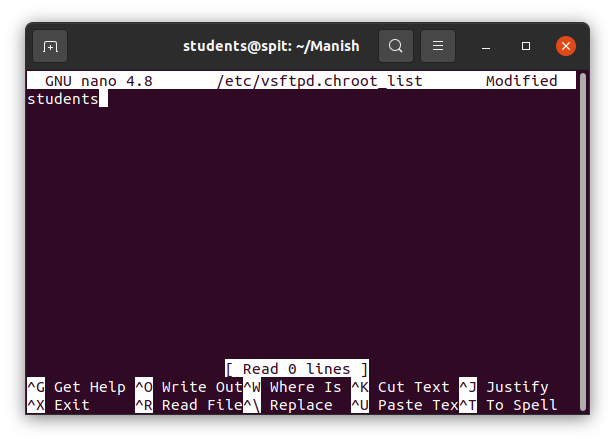 students@spit: ~/Manish
GNU nano 4.8 /etc/vsftpd.chroot_list Modified
students
[ Read 0 lines ]
^G Get Help ^O Write Out ^W Where Is ^K Cut Text ^J Justify
^X Exit ^R Read File ^\ Replace ^U Paste Tex ^T To Spell